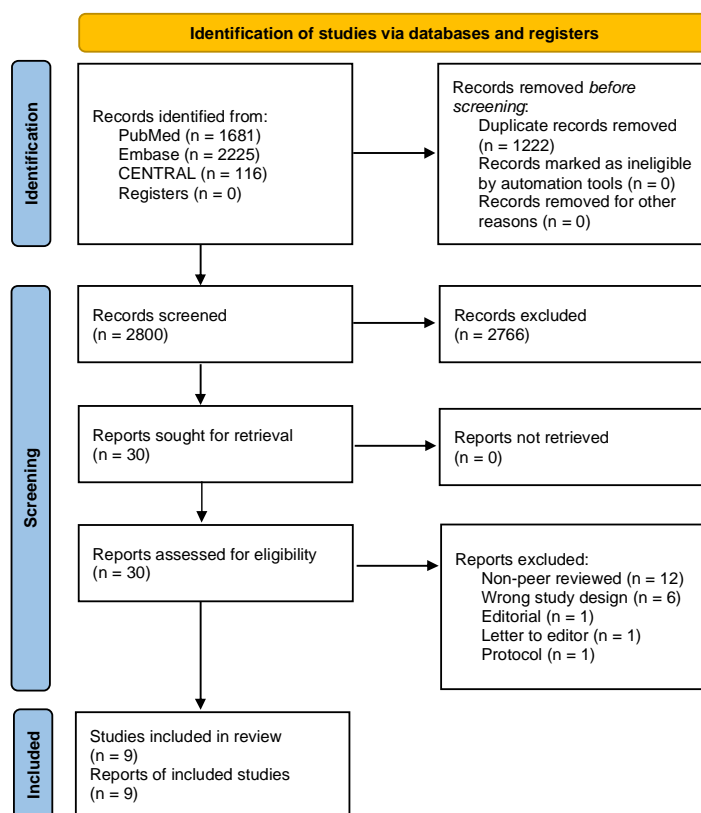 Identification of studies via databases and registers
Identification
Records identified from:
PubMed (n = 1681)
Embase (n = 2225)
CENTRAL (n = 116)
Registers (n = 0)
Records removed before
screening:
Duplicate records removed
(n = 1222)
Records marked as ineligible
by automation tools (n = 0)
Records removed for other
reasons (n = 0)
Screening
Records screened
(n = 2800)
Records excluded
(n = 2766)
Reports sought for retrieval
(n = 30)
Reports not retrieved
(n = 0)
Reports assessed for eligibility
(n = 30)
Reports excluded:
Non-peer reviewed (n = 12)
Wrong study design (n = 6)
Editorial (n = 1)
Letter to editor (n = 1)
Protocol (n = 1)
Included
Studies included in review
(n = 9)
Reports of included studies
(n = 9)